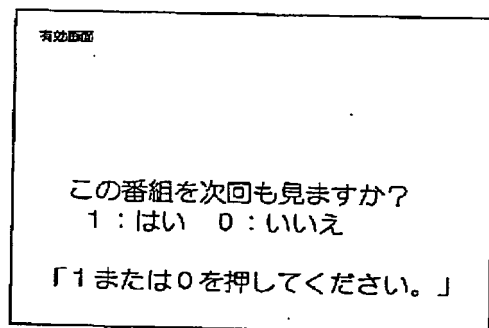 有効画面
この番組を次回も見ますか？
1：はい　0：いいえ
「1または0を押してください。」